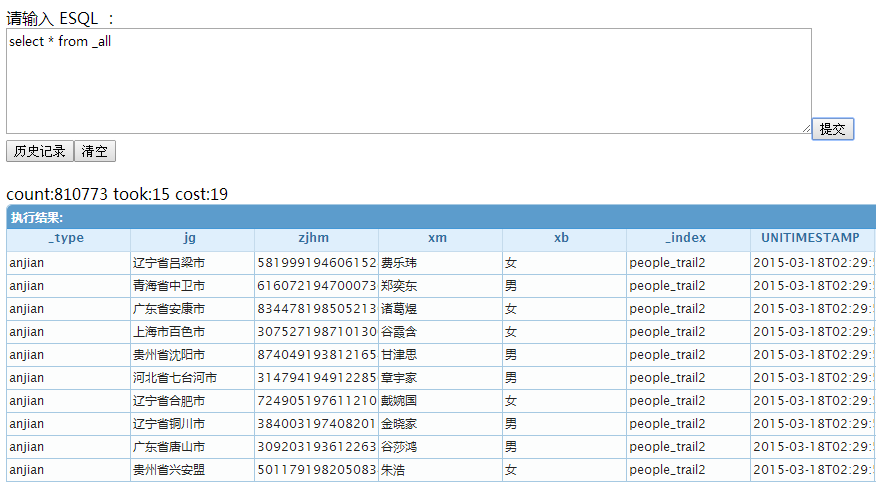 请输入 ESQL ：
select * from _all
提交
历史记录 清空
count:810773 took:15 cost:19
执行结果:
_type jg zjhm xm xb _index UNITIMESTAMP
anjian 辽宁省吕梁市 581999194606152 费乐玮 女 people_trail2 2015-03-18T02:29:
anjian 青海省中卫市 616072194700073 郑奕东 男 people_trail2 2015-03-18T02:29:
anjian 广东省安康市 834478198505213 诸葛煜 女 people_trail2 2015-03-18T02:29:
anjian 上海市百色市 307527198710130 谷霞含 女 people_trail2 2015-03-18T02:29:
anjian 贵州省沈阳市 874049193812165 甘津思 男 people_trail2 2015-03-18T02:29:
anjian 河北省七台河市 314794194912285 章宇家 男 people_trail2 2015-03-18T02:29:
anjian 辽宁省合肥市 724905197611210 戴婉国 女 people_trail2 2015-03-18T02:29:
anjian 辽宁省铜川市 384003197408201 金晓家 男 people_trail2 2015-03-18T02:29:
anjian 广东省唐山市 309203193612263 谷莎鸿 男 people_trail2 2015-03-18T02:29:
anjian 贵州省兴安盟 501179198205083 朱浩 女 people_trail2 2015-03-18T02:29: